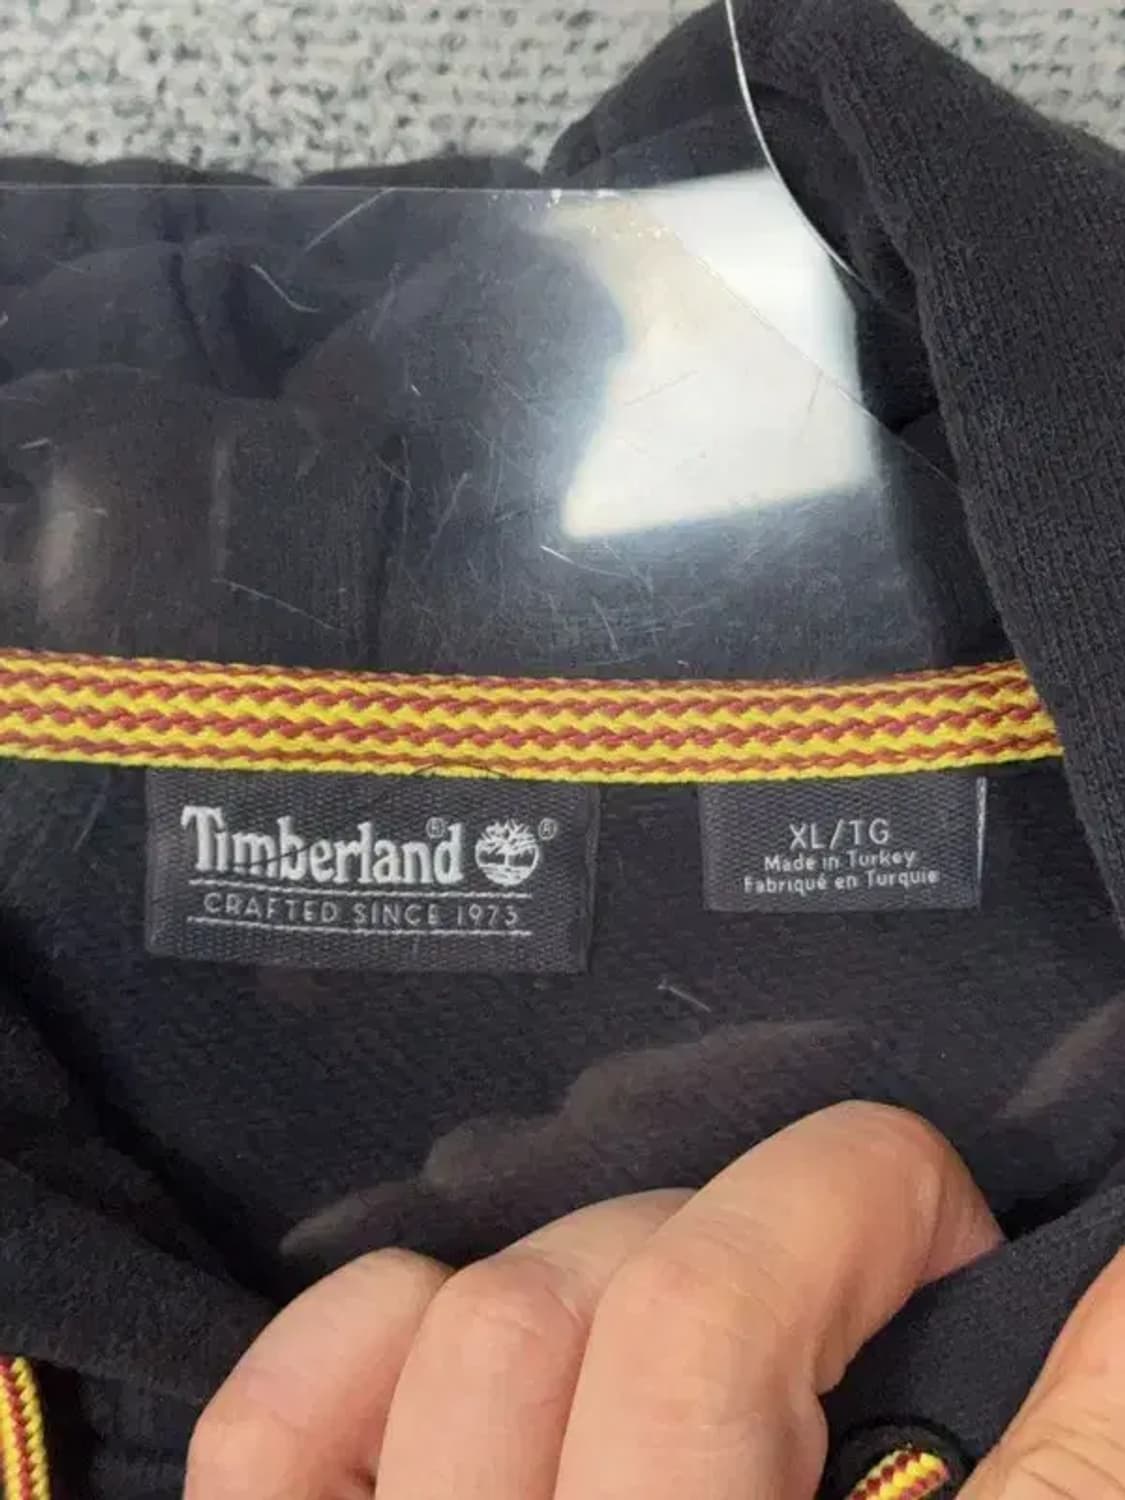 Timberland® ®
CRAFTED SINCE 1973
XL/TG
Made in Turkey
Fabriqué en Turquie